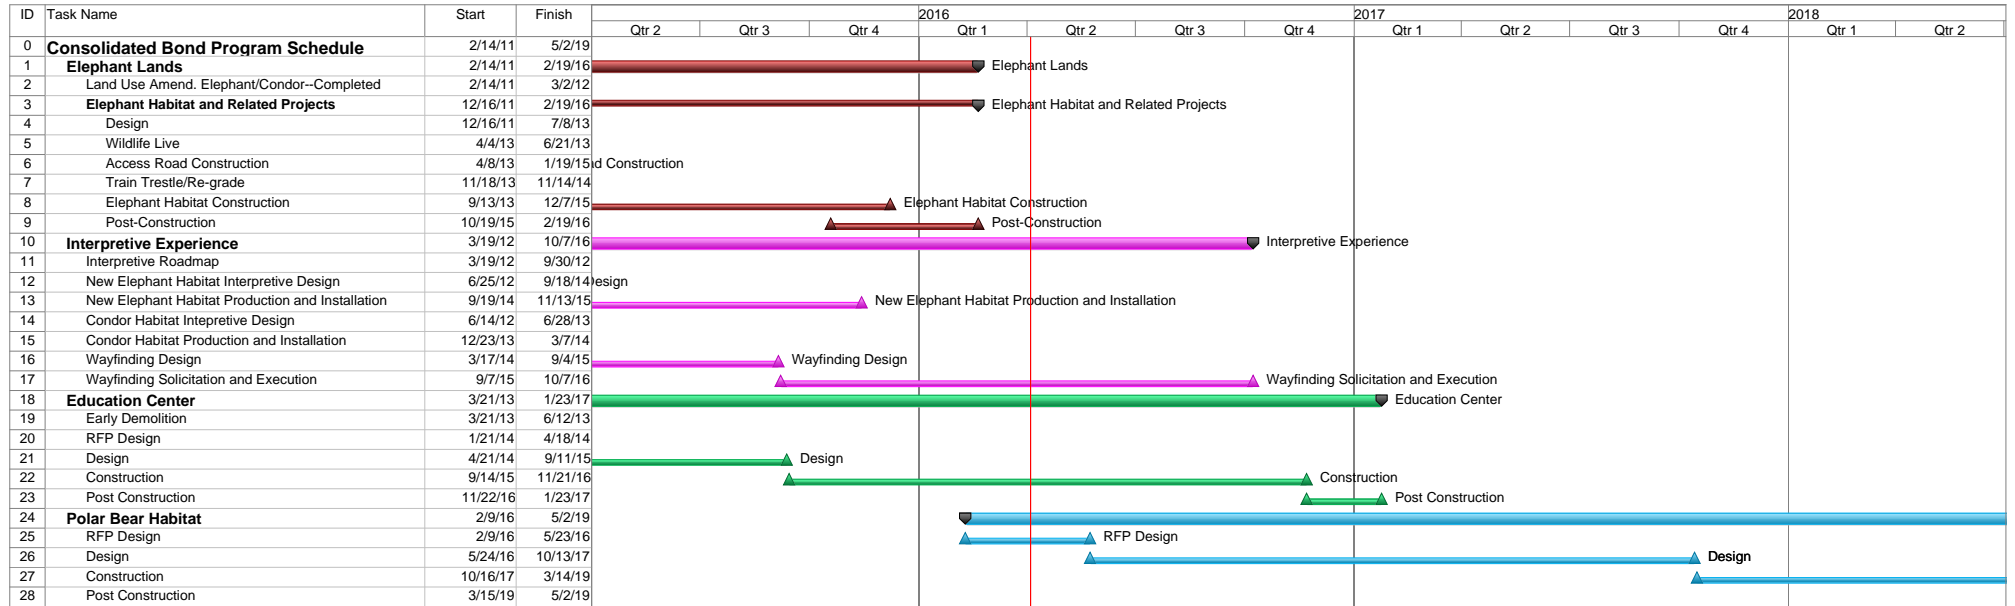 ID Task Name Start Finish 2016 2017 2018
Qtr 2 Qtr 3 Qtr 4 Qtr 1 Qtr 2 Qtr 3 Qtr 4 Qtr 1 Qtr 2 Qtr 3 Qtr 4 Qtr 1 Qtr 2
0 Consolidated Bond Program Schedule 2/14/11 5/2/19
1 Elephant Lands 2/14/11 2/19/16 Elephant Lands
2 Land Use Amend. Elephant/Condor--Completed 2/14/11 3/2/12
3 Elephant Habitat and Related Projects 12/16/11 2/19/16 Elephant Habitat and Related Projects
4 Design 12/16/11 7/8/13
5 Wildlife Live 4/4/13 6/21/13
6 Access Road Construction 4/8/13 1/19/15 d Construction
7 Train Trestle/Re-grade 11/18/13 11/14/14
8 Elephant Habitat Construction 9/13/13 12/7/15 Elephant Habitat Construction
9 Post-Construction 10/19/15 2/19/16 Post-Construction
10 Interpretive Experience 3/19/12 10/7/16 Interpretive Experience
11 Interpretive Roadmap 3/19/12 9/30/12
12 New Elephant Habitat Interpretive Design 6/25/12 9/18/14 esign
13 New Elephant Habitat Production and Installation 9/19/14 11/13/15 New Elephant Habitat Production and Installation
14 Condor Habitat Intepretive Design 6/14/12 6/28/13
15 Condor Habitat Production and Installation 12/23/13 3/7/14
16 Wayfinding Design 3/17/14 9/4/15 Wayfinding Design
17 Wayfinding Solicitation and Execution 9/7/15 10/7/16 Wayfinding Solicitation and Execution
18 Education Center 3/21/13 1/23/17 Education Center
19 Early Demolition 3/21/13 6/12/13
20 RFP Design 1/21/14 4/18/14
21 Design 4/21/14 9/11/15 Design
22 Construction 9/14/15 11/21/16 Construction
23 Post Construction 11/22/16 1/23/17 Post Construction
24 Polar Bear Habitat 2/9/16 5/2/19
25 RFP Design 2/9/16 5/23/16 RFP Design
26 Design 5/24/16 10/13/17 Design
27 Construction 10/16/17 3/14/19
28 Post Construction 3/15/19 5/2/19